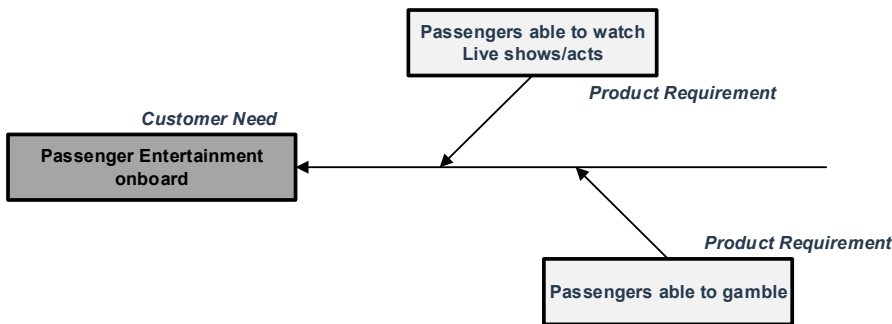 Passengers able to watch
Live shows/acts
Product Requirement
Customer Need
Passenger Entertainment
onboard
Product Requirement
Passengers able to gamble